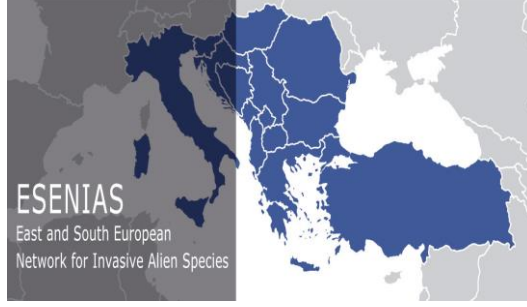 ESENIAS
East and South European
Network for Invasive Alien Species